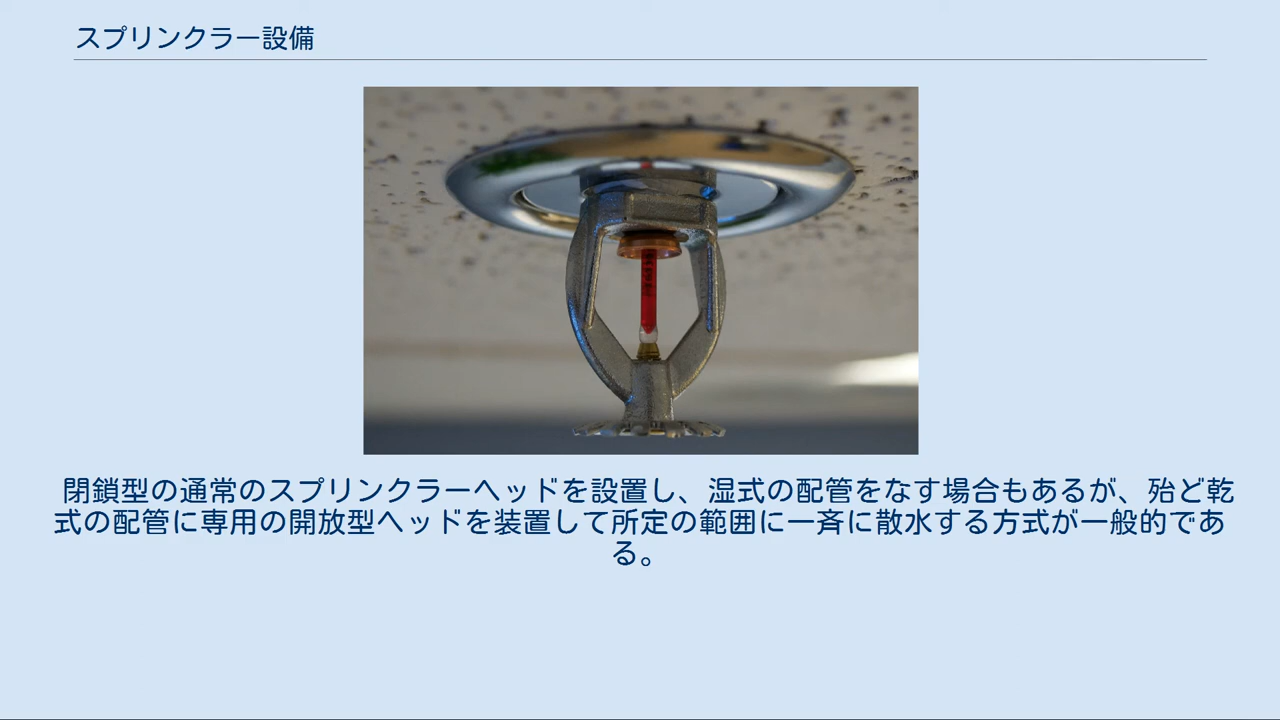 スプリンクラー設備
閉鎖型の通常のスプリンクラーヘッドを設置し、湿式の配管をなす場合もあるが、殆ど乾
式の配管に専用の開放型ヘッドを装置して所定の範囲に一斉に散水する方式が一般的であ
る。